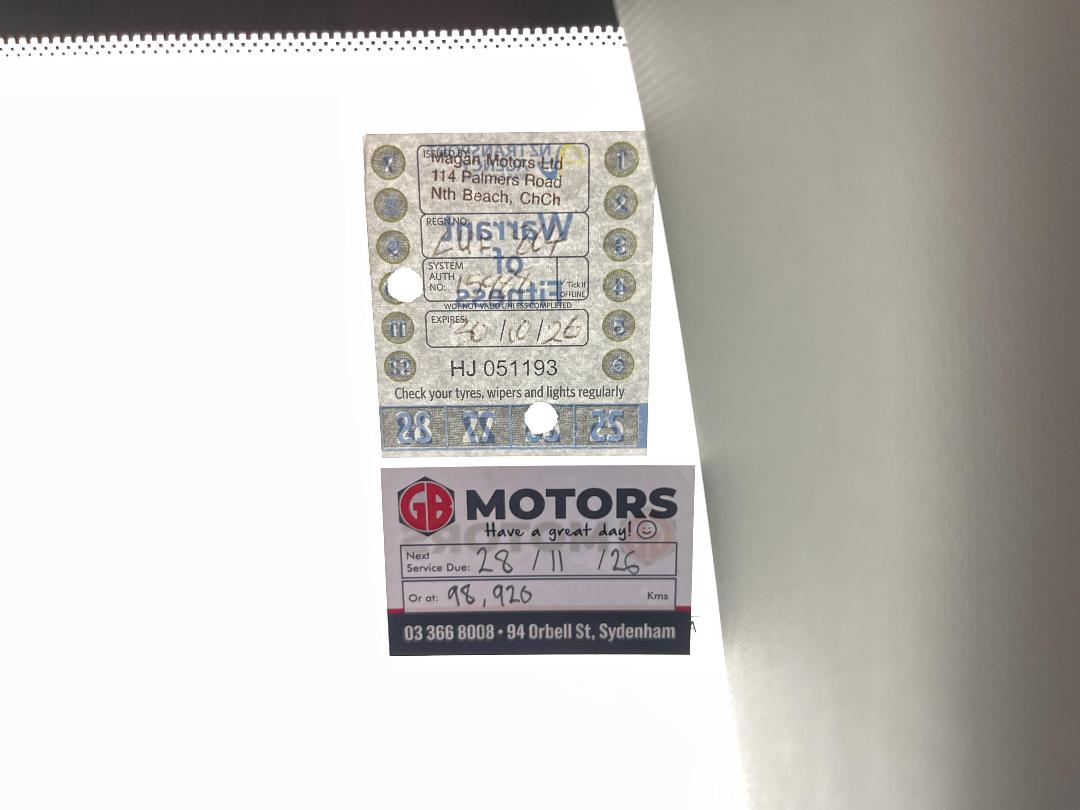 ISSUED BY
Magan Motors Ltd
114 Palmers Road
Nth Beach, ChCh
REGN.NO:
Warrant
of
Fitness
SYSTEM
AUTH
NO:
✓ Tick if
OFFLINE
WOF NOT VALID UNLESS COMPLETED
EXPIRES:
30/10/26
HJ 051193
Check your tyres, wipers and lights regularly
1
2
3
4
5
6
11
12
28
27
25
GB MOTORS
Have a great day!
Next
Service Due: 28 / 11 / 26
Or at: 98,920 Kms
03 366 8008 • 94 Orbell St, Sydenham